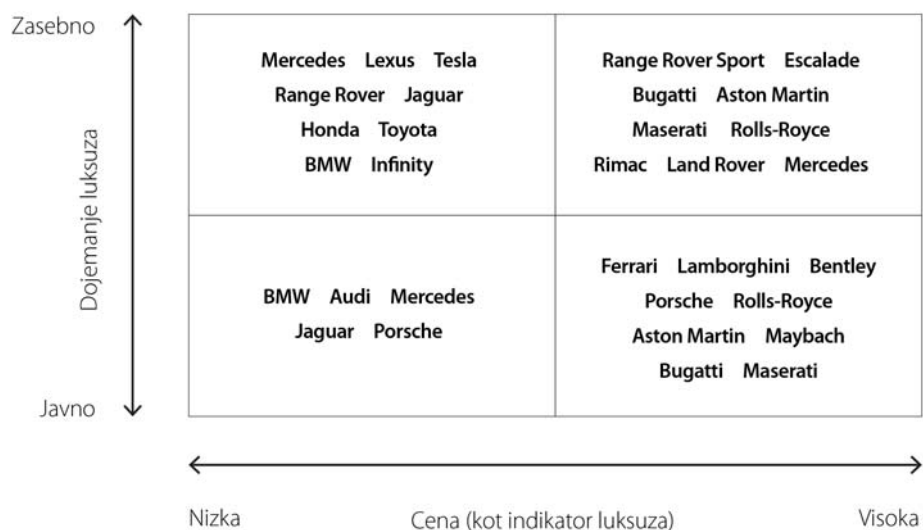 Zasebno
Dojemanje luksuza
Javno
Mercedes Lexus Tesla
Range Rover Jaguar
Honda Toyota
BMW Infinity
Range Rover Sport Escalade
Bugatti Aston Martin
Maserati Rolls-Royce
Rimac Land Rover Mercedes
BMW Audi Mercedes
Jaguar Porsche
Ferrari Lamborghini Bentley
Porsche Rolls-Royce
Aston Martin Maybach
Bugatti Maserati
Nizka
Cena (kot indikator luksuza)
Visoka